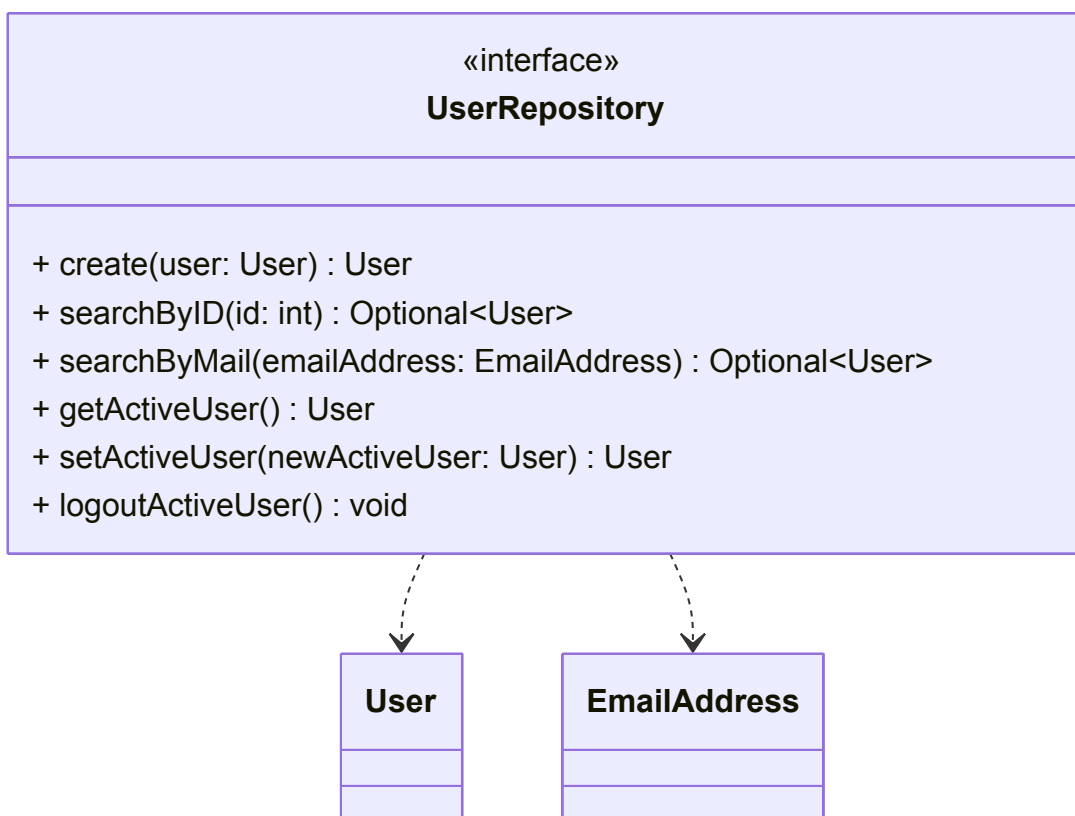 «interface»
UserRepository
+ create(user: User) : User
+ searchByID(id: int) : Optional<User>
+ searchByMail(emailAddress: EmailAddress) : Optional<User>
+ getActiveUser() : User
+ setActiveUser(newActiveUser: User) : User
+ logoutActiveUser() : void
User
EmailAddress